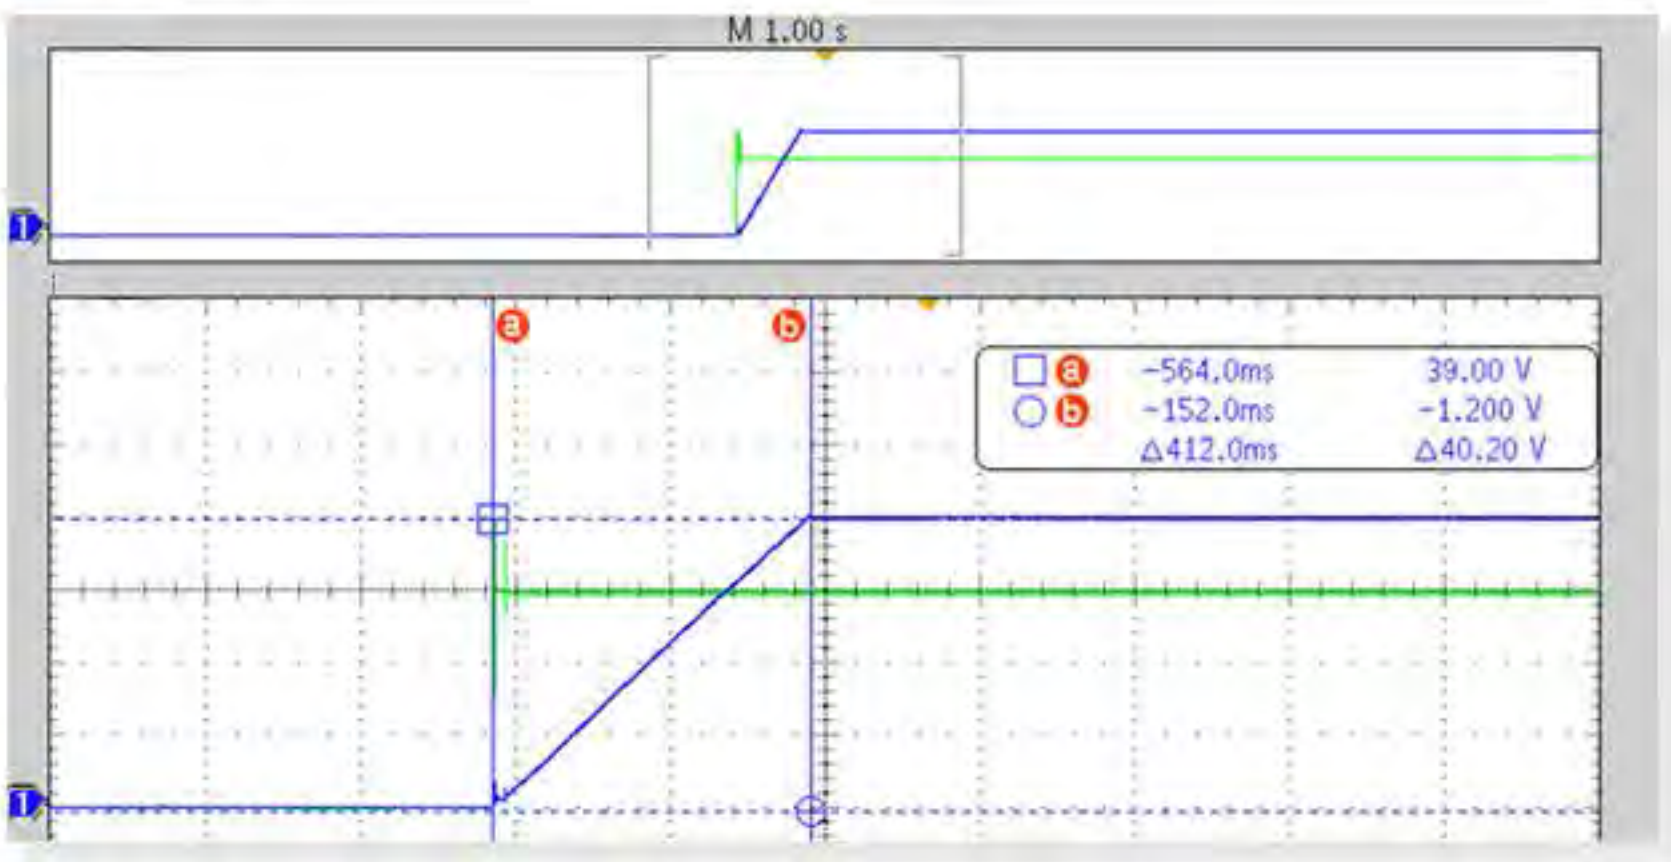 M 1.00 s
1
a b
a -564.0ms 39.00 V
b -152.0ms -1.200 V
Δ412.0ms Δ40.20 V
1